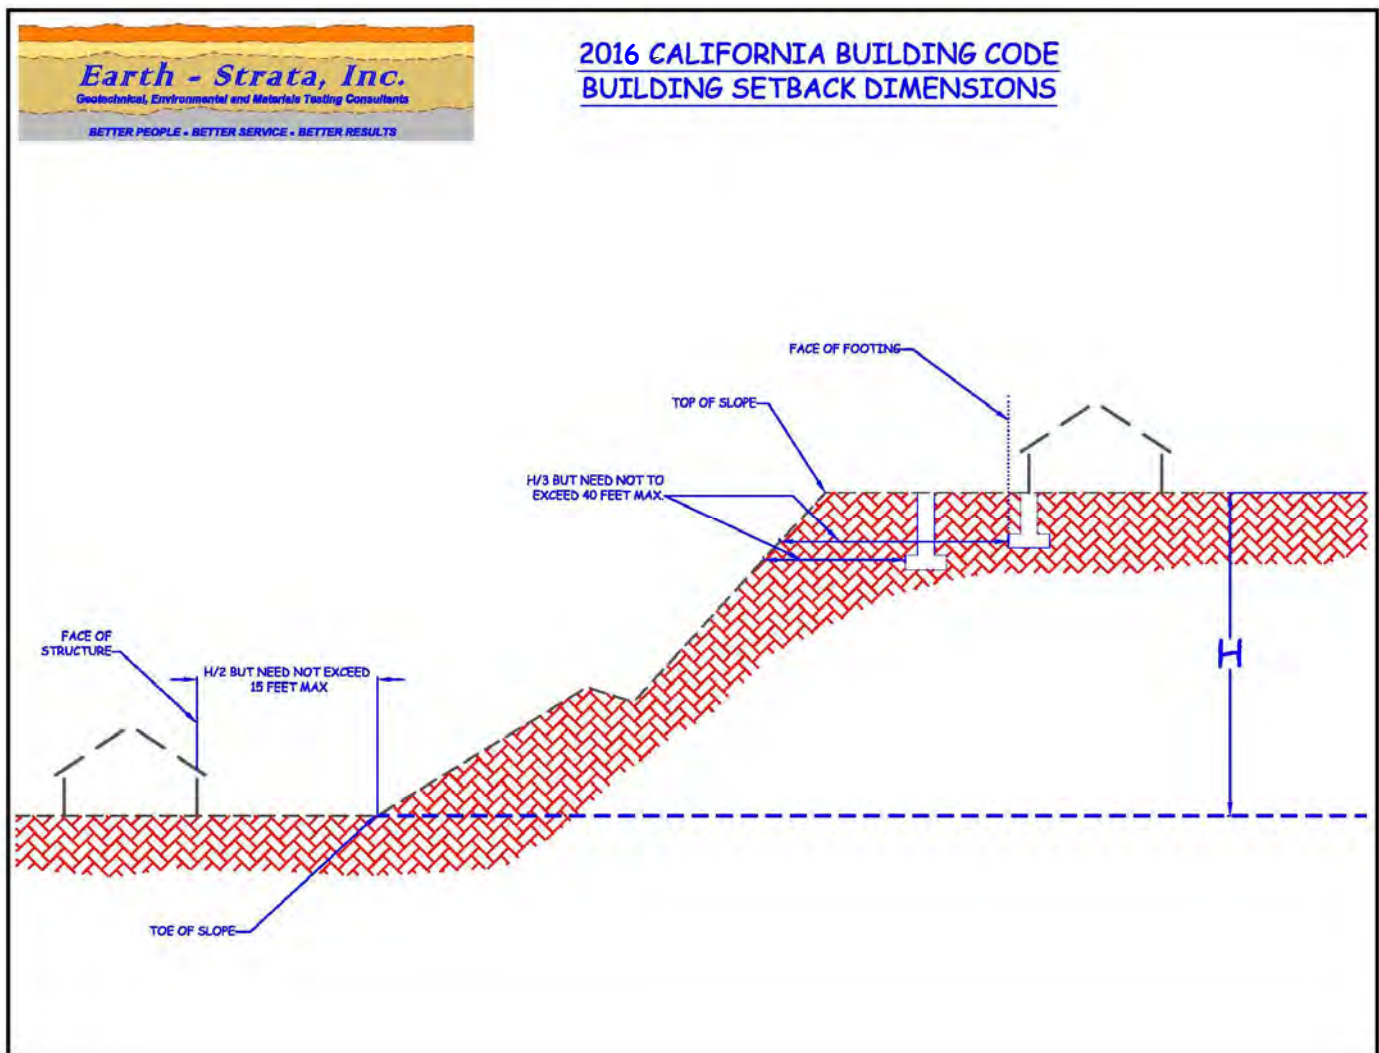 Earth - Strata, Inc.
Geotechnical, Environmental and Materials Testing Consultants
BETTER PEOPLE • BETTER SERVICE • BETTER RESULTS
2016 CALIFORNIA BUILDING CODE
BUILDING SETBACK DIMENSIONS
FACE OF FOOTING
TOP OF SLOPE
H/3 BUT NEED NOT TO
EXCEED 40 FEET MAX.
FACE OF
STRUCTURE
H/2 BUT NEED NOT EXCEED
15 FEET MAX
H
TOE OF SLOPE